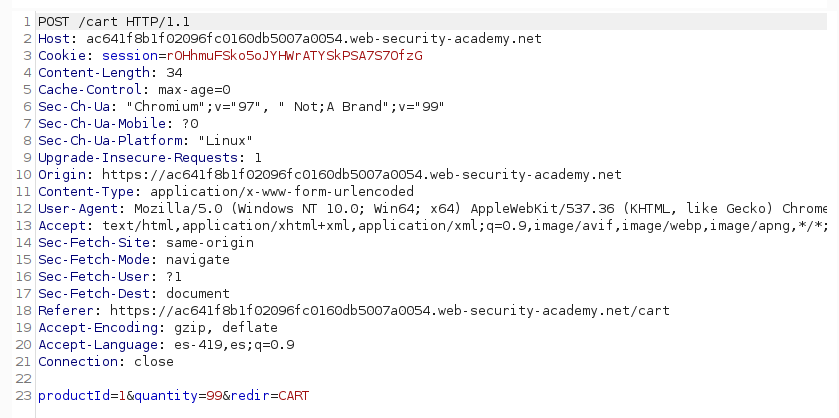 1 POST /cart HTTP/1.1
2 Host: ac641f8b1f02096fc0160db5007a0054.web-security-academy.net
3 Cookie: session=rOHhmuFSko5oJYHWrATYSkPSA7S7OfzG
4 Content-Length: 34
5 Cache-Control: max-age=0
6 Sec-Ch-Ua: "Chromium";v="97", " Not;A Brand";v="99"
7 Sec-Ch-Ua-Mobile: ?0
8 Sec-Ch-Ua-Platform: "Linux"
9 Upgrade-Insecure-Requests: 1
10 Origin: https://ac641f8b1f02096fc0160db5007a0054.web-security-academy.net
11 Content-Type: application/x-www-form-urlencoded
12 User-Agent: Mozilla/5.0 (Windows NT 10.0; Win64; x64) AppleWebKit/537.36 (KHTML, like Gecko) Chrome
13 Accept: text/html,application/xhtml+xml,application/xml;q=0.9,image/avif,image/webp,image/apng,*/*;
14 Sec-Fetch-Site: same-origin
15 Sec-Fetch-Mode: navigate
16 Sec-Fetch-User: ?1
17 Sec-Fetch-Dest: document
18 Referer: https://ac641f8b1f02096fc0160db5007a0054.web-security-academy.net/cart
19 Accept-Encoding: gzip, deflate
20 Accept-Language: es-419,es;q=0.9
21 Connection: close
22
23 productId=1&quantity=99&redir=CART